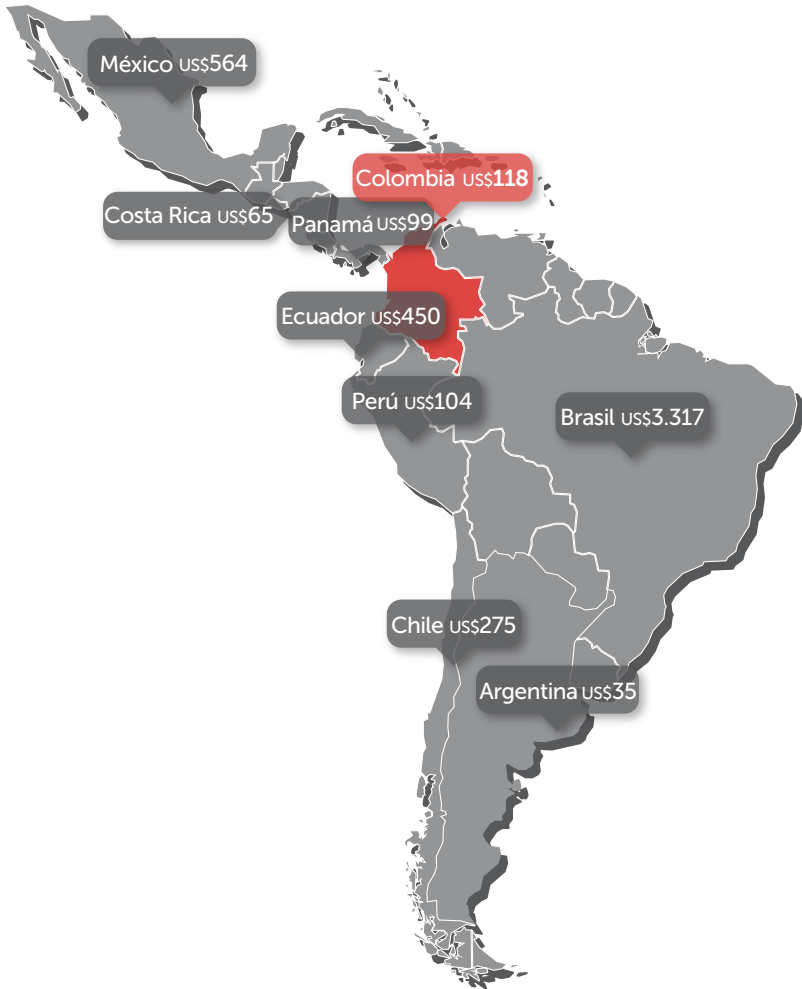 México US$564
Colombia US$118
Costa Rica US$65
Panamá US$99
Ecuador US$450
Perú US$104
Brasil US$3.317
Chile US$275
Argentina US$35